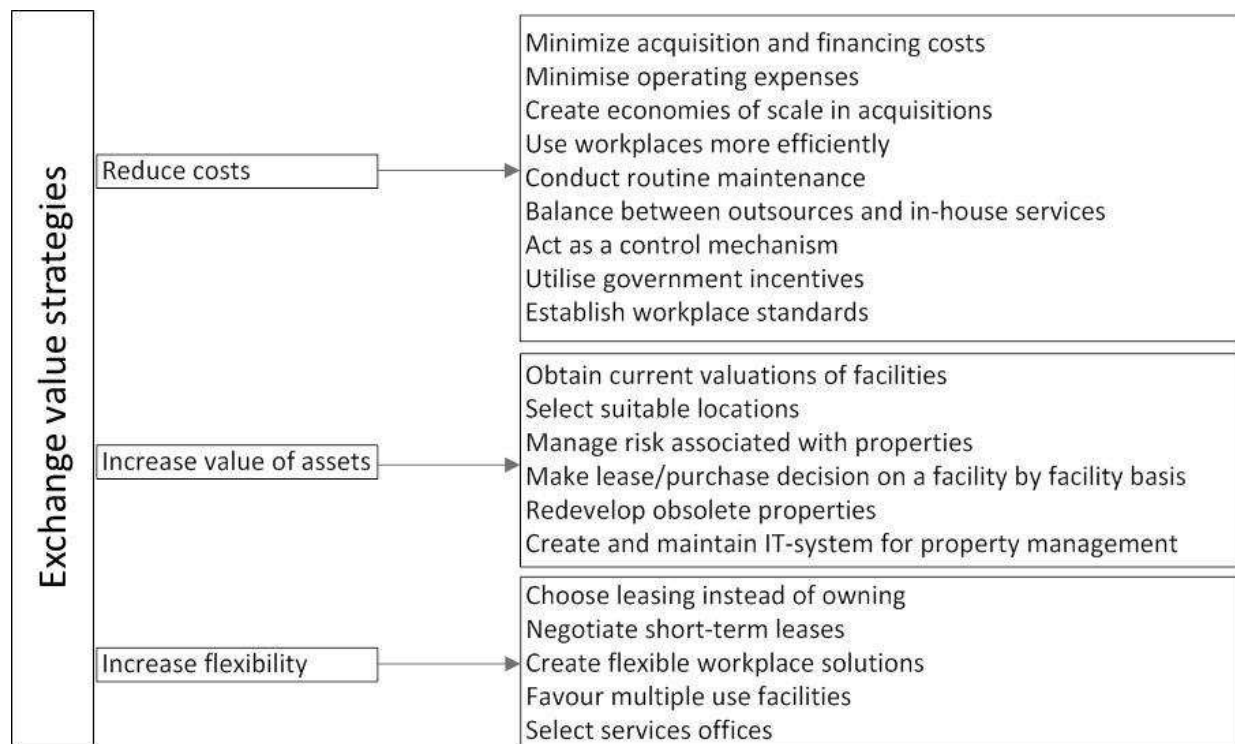 Exchange value strategies
Reduce costs
Minimize acquisition and financing costs
Minimise operating expenses
Create economies of scale in acquisitions
Use workplaces more efficiently
Conduct routine maintenance
Balance between outsources and in-house services
Act as a control mechanism
Utilise government incentives
Establish workplace standards
Increase value of assets
Obtain current valuations of facilities
Select suitable locations
Manage risk associated with properties
Make lease/purchase decision on a facility by facility basis
Redevelop obsolete properties
Create and maintain IT-system for property management
Increase flexibility
Choose leasing instead of owning
Negotiate short-term leases
Create flexible workplace solutions
Favour multiple use facilities
Select services offices